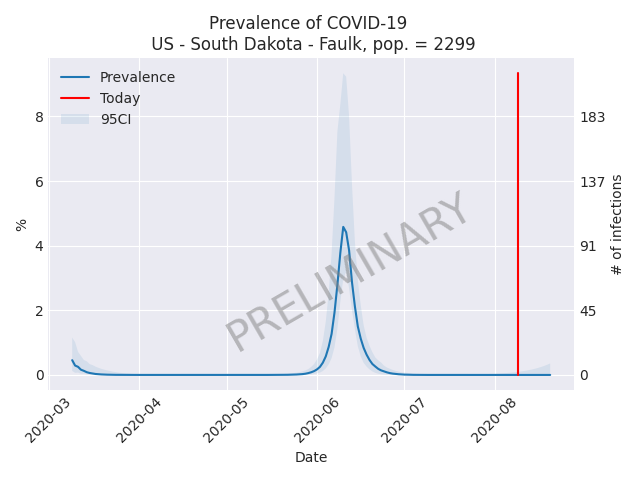 Prevalence of COVID-19
US - South Dakota - Faulk, pop. = 2299
Prevalence
Today
95CI
8
6
4
2
0
%
183
137
91
45
0
# of infections
PRELIMINARY
2020-03
2020-04
2020-05
2020-06
2020-07
2020-08
Date